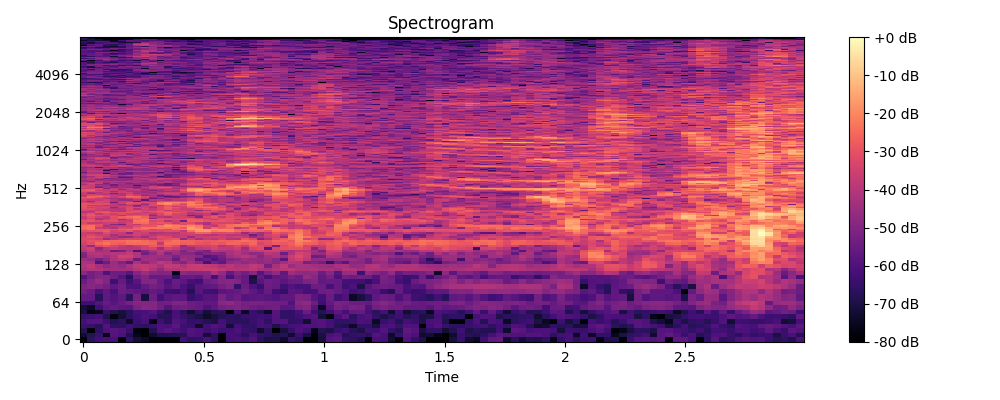 Spectrogram
Hz
4096
2048
1024
512
256
128
64
0
0
0.5
1
1.5
2
2.5
Time
+0 dB
-10 dB
-20 dB
-30 dB
-40 dB
-50 dB
-60 dB
-70 dB
-80 dB